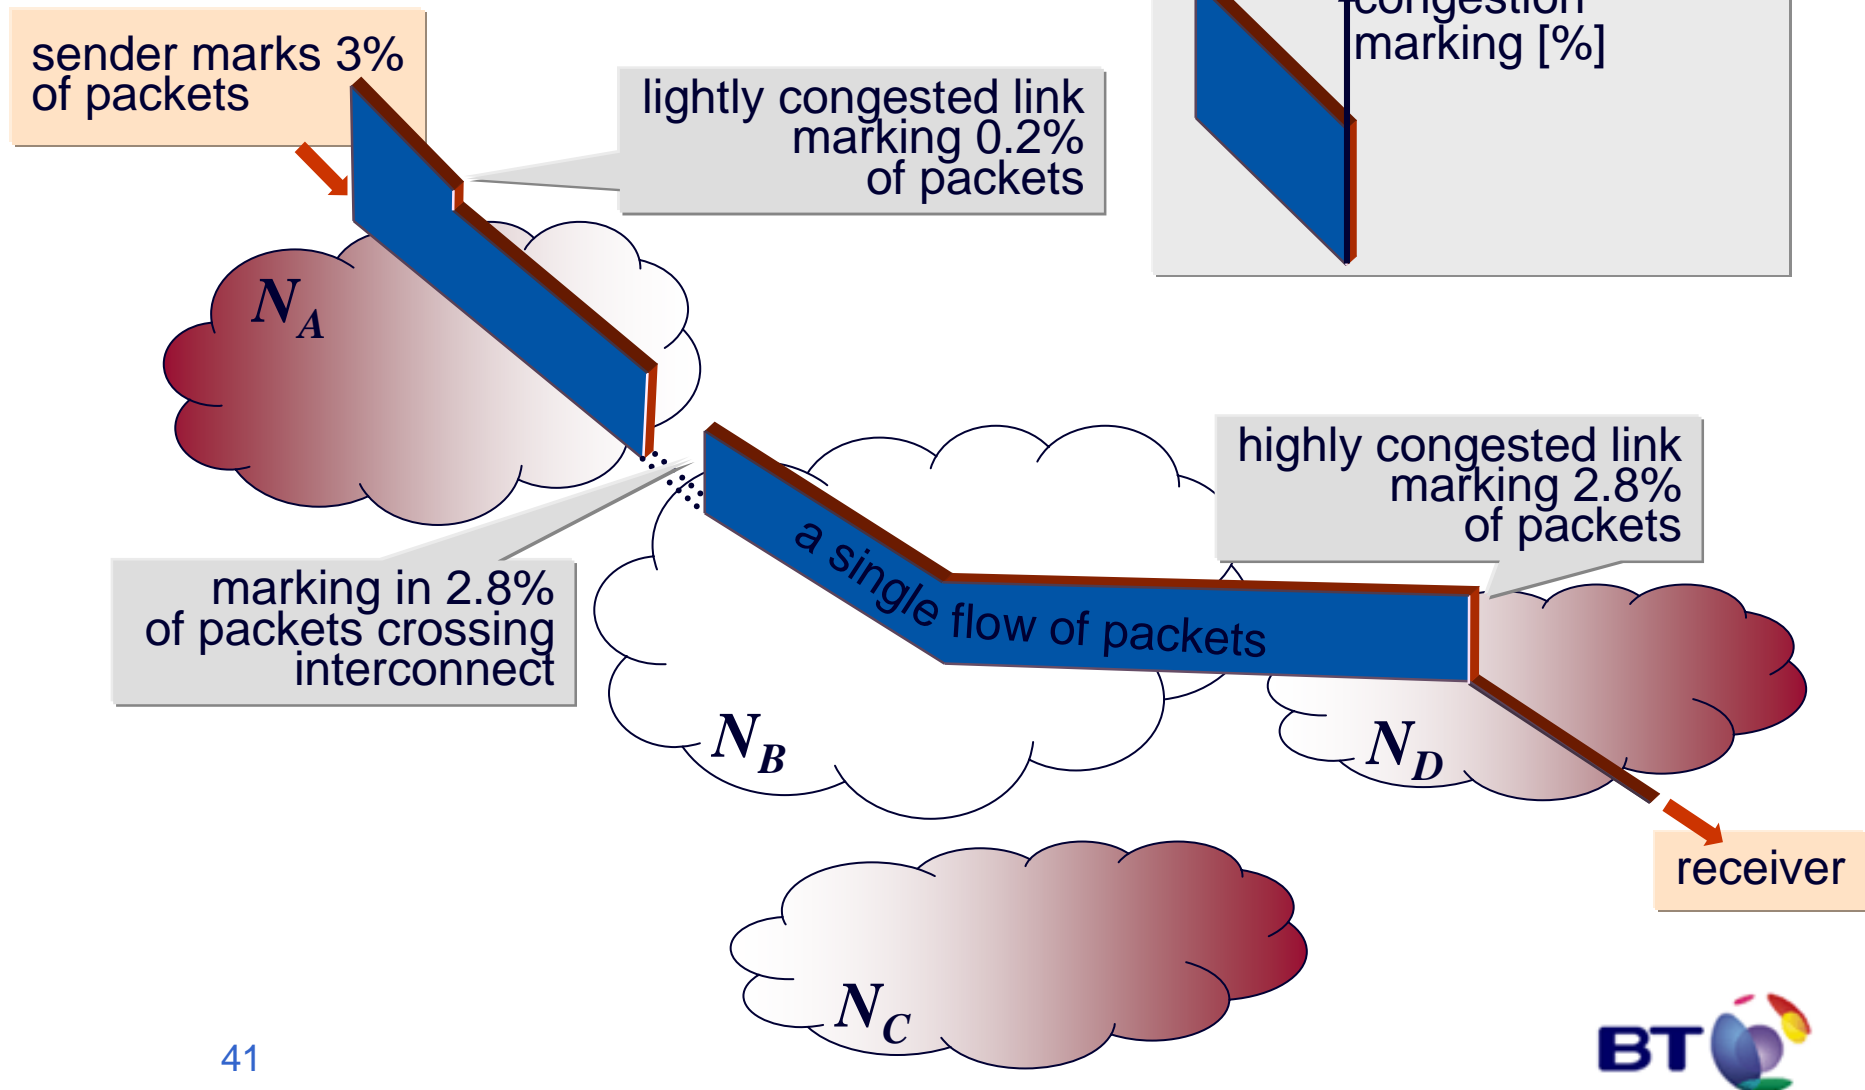 congestion
marking [%]
sender marks 3%
of packets
lightly congested link
marking 0.2%
of packets
N_A
highly congested link
marking 2.8%
of packets
a single flow of packets
marking in 2.8%
of packets crossing
interconnect
N_B
N_D
receiver
N_C
41
BT